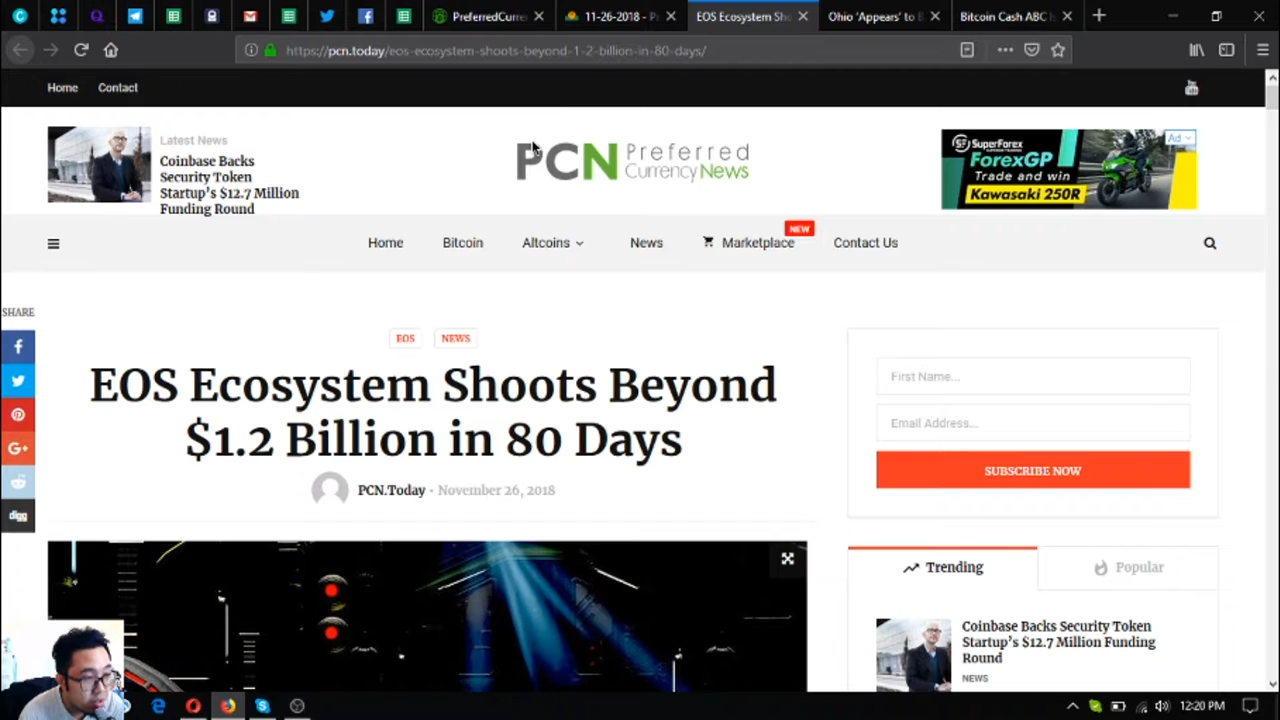 PreferredCurre
11-26-2018 - P
EOS Ecosystem Sho
Ohio 'Appears' to B
Bitcoin Cash ABC I
https://pcn.today/eos-ecosystem-shoots-beyond-1-2-billion-in-80-days/
Home
Contact
Latest News
Coinbase Backs
Security Token
Startup's $12.7 Million
Funding Round
PCN Preferred
CurrencyNews
Ad
SF SuperForex
ForexGP
Trade and win
Kawasaki 250R
NEW
Home
Bitcoin
Altcoins
News
Marketplace
Contact Us
SHARE
EOS
NEWS
EOS Ecosystem Shoots Beyond
$1.2 Billion in 80 Days
PCN.Today - November 26, 2018
G+
digg
First Name...
Email Address...
SUBSCRIBE NOW
Trending
Popular
Coinbase Backs Security Token
Startup's $12.7 Million Funding
Round
NEWS
12:20 PM